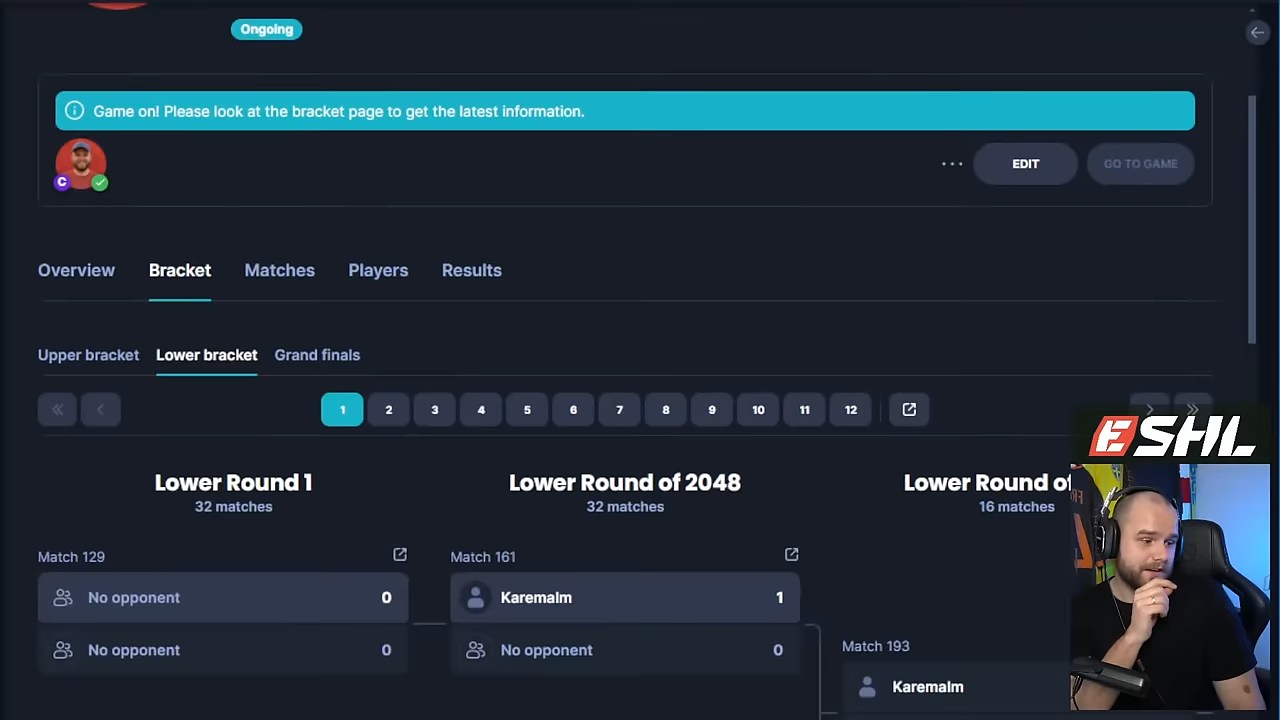 Ongoing
Game on! Please look at the bracket page to get the latest information.
C
EDIT
GO TO GAME
Overview
Bracket
Matches
Players
Results
Upper bracket
Lower bracket
Grand finals
1 2 3 4 5 6 7 8 9 10 11 12
ESHL
Lower Round 1
32 matches
Lower Round of 2048
32 matches
Lower Round of
16 matches
Match 129
No opponent 0
No opponent 0
Match 161
Karemalm 1
No opponent 0
Match 193
Karemalm